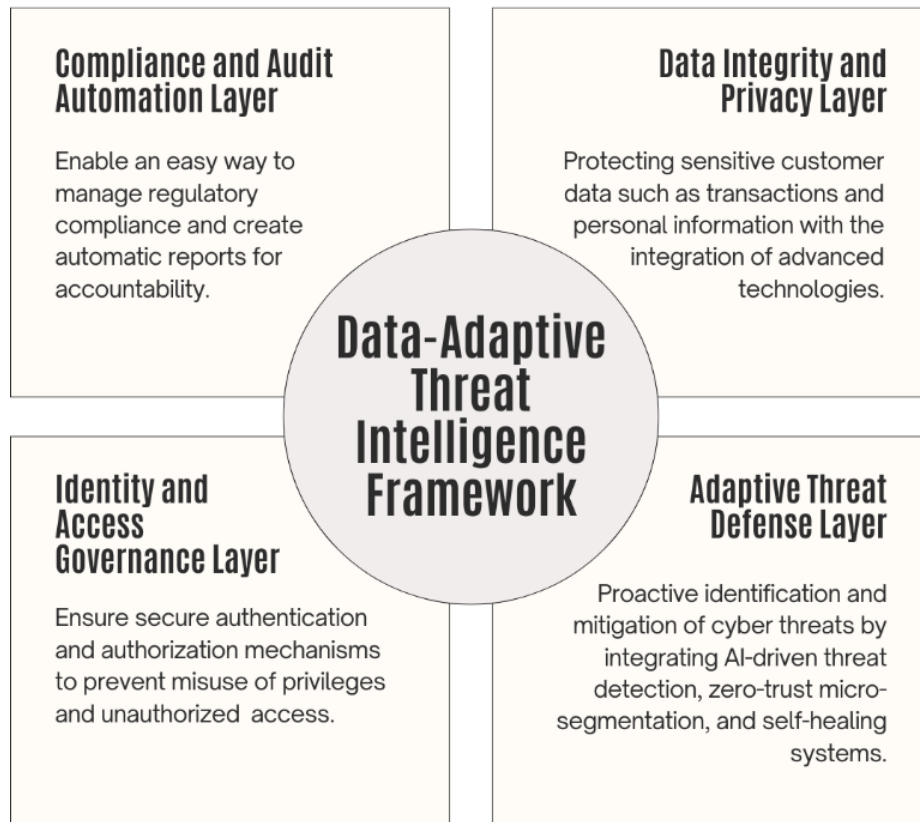 Compliance and Audit
Automation Layer
Enable an easy way to
manage regulatory
compliance and create
automatic reports for
accountability.
Data Integrity and
Privacy Layer
Protecting sensitive customer
data such as transactions and
personal information with the
integration of advanced
technologies.
Data-Adaptive
Threat
Intelligence
Framework
Identity and
Access
Governance Layer
Ensure secure authentication
and authorization mechanisms
to prevent misuse of privileges
and unauthorized  access.
Adaptive Threat
Defense Layer
Proactive identification and
mitigation of cyber threats by
integrating AI-driven threat
detection, zero-trust micro-
segmentation, and self-healing
systems.